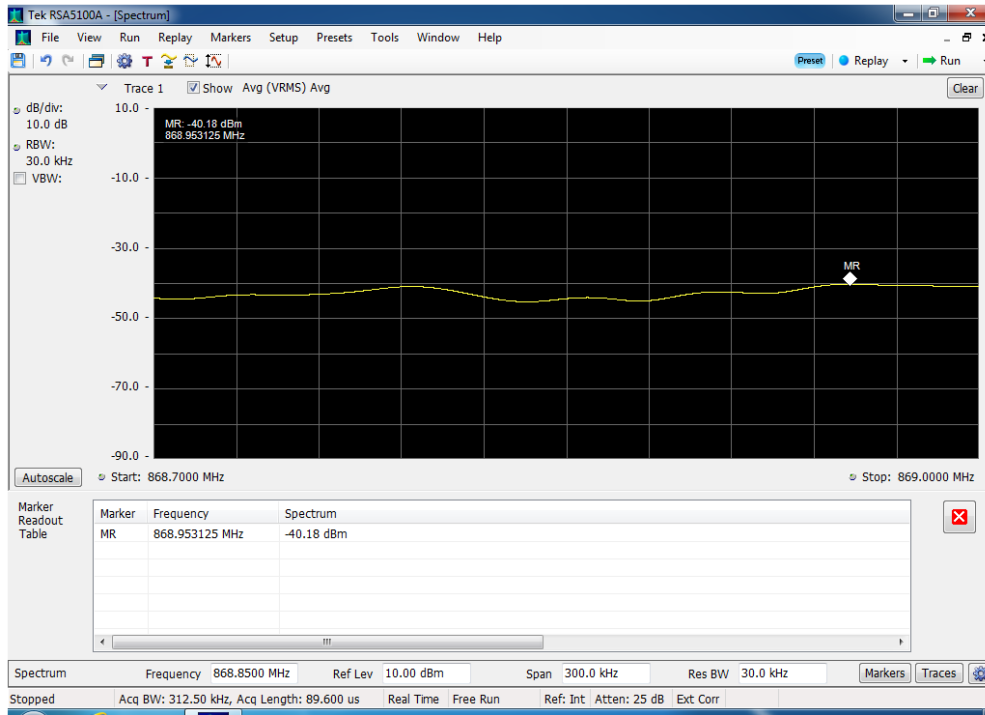 Tek RSA5100A - [Spectrum]
File View Run Replay Markers Setup Presets Tools Window Help
T Preset Replay Run
Trace 1 Show Avg (VRMS) Avg Clear
dB/div:
10.0 dB
RBW:
30.0 kHz
VBW:
10.0
-10.0
-30.0
-50.0
-70.0
-90.0
MR: -40.18 dBm
868.953125 MHz
MR
Autoscale Start: 868.7000 MHz Stop: 869.0000 MHz
Marker
Readout
Table
Marker Frequency Spectrum
MR 868.953125 MHz -40.18 dBm
Spectrum Frequency 868.8500 MHz Ref Lev 10.00 dBm Span 300.0 kHz Res BW 30.0 kHz Markers Traces
Stopped Acq BW: 312.50 kHz, Acq Length: 89.600 us Real Time Free Run Ref: Int Atten: 25 dB Ext Corr